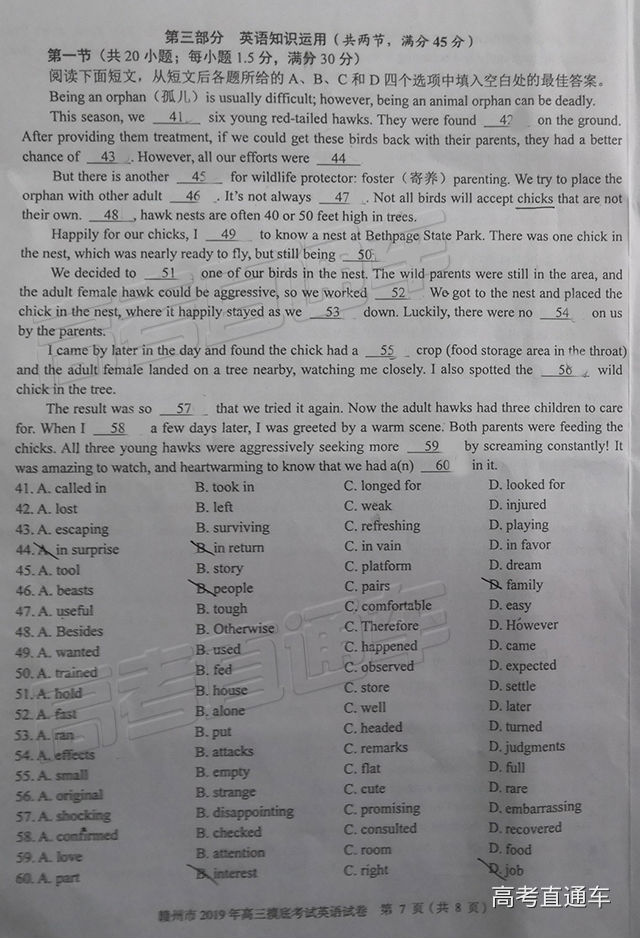 第三部分 英语知识运用（共两节，满分 45 分）
第一节（共 20 小题；每小题 1.5 分，满分 30 分）
阅读下面短文，从短文后各题所给的 A、B、C 和 D 四个选项中填入空白处的最佳答案。
Being an orphan（孤儿）is usually difficult; however, being an animal orphan can be deadly.
This season, we 41 six young red-tailed hawks. They were found 42 on the ground.
After providing them treatment, if we could get these birds back with their parents, they had a better
chance of 43 . However, all our efforts were 44
But there is another 45 for wildlife protector: foster（寄养）parenting. We try to place the
orphan with other adult 46 . It's not always 47 . Not all birds will accept chicks that are not
their own. 48 , hawk nests are often 40 or 50 feet high in trees.
Happily for our chicks, I 49 to know a nest at Bethpage State Park. There was one chick in
the nest, which was nearly ready to fly, but still being 50
We decided to 51 one of our birds in the nest. The wild parents were still in the area, and
the adult female hawk could be aggressive, so we worked 52 We got to the nest and placed the
chick in the nest, where it happily stayed as we 53 down. Luckily, there were no 54 on us
by the parents.
I came by later in the day and found the chick had a 55 crop (food storage area in the throat)
and the adult female landed on a tree nearby, watching me closely. I also spotted the 56 wild
chick in the tree.
The result was so 57 that we tried it again. Now the adult hawks had three children to care
for. When I 58 a few days later, I was greeted by a warm scene. Both parents were feeding the
chicks. All three young hawks were aggressively seeking more 59 by screaming constantly! It
was amazing to watch, and heartwarming to know that we had a(n) 60 in it.
41. A. called in B. took in C. longed for D. looked for
42. A. lost B. left C. weak D. injured
43. A. escaping B. surviving C. refreshing D. playing
44. A. in surprise B. in return C. in vain D. in favor
45. A. tool B. story C. platform D. dream
46. A. beasts B. people C. pairs D. family
47. A. useful B. tough C. comfortable D. easy
48. A. Besides B. Otherwise C. Therefore D. However
49. A. wanted B. used C. happened D. came
50. A. trained B. fed C. observed D. expected
51. A. hold B. house C. store D. settle
52. A. fast B. alone C. well D. later
53. A. ran B. put C. headed D. turned
54. A. effects B. attacks C. remarks D. judgments
55. A. small B. empty C. flat D. full
56. A. original B. strange C. cute D. rare
57. A. shocking B. disappointing C. promising D. embarrassing
58. A. confirmed B. checked C. consulted D. recovered
59. A. love B. attention C. room D. food
60. A. part B. interest C. right D. job
赣州市 2019 年高三摸底考试英语试卷 第 7 页（共 8 页）
高考直通车
高考直通车
高考直通车